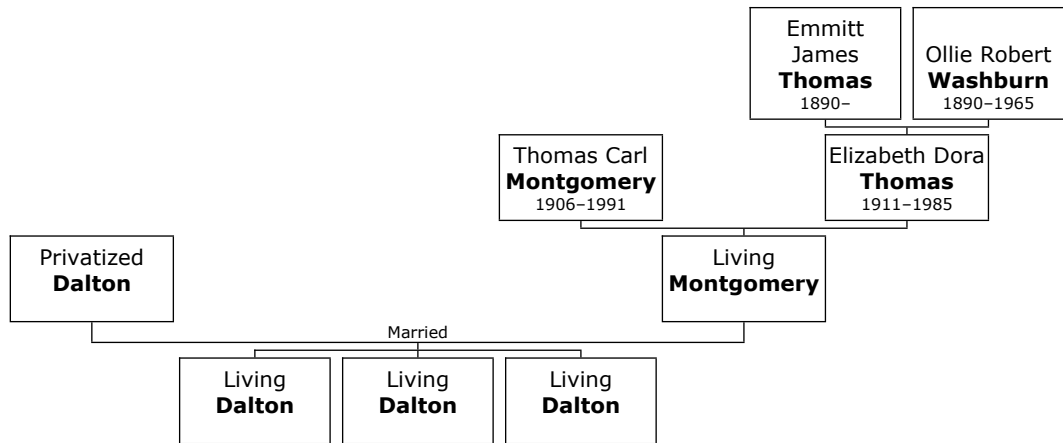 Emmitt
James
Thomas
1890–
Ollie Robert
Washburn
1890–1965
Thomas Carl
Montgomery
1906–1991
Elizabeth Dora
Thomas
1911–1985
Privatized
Dalton
Living
Montgomery
Married
Living
Dalton
Living
Dalton
Living
Dalton